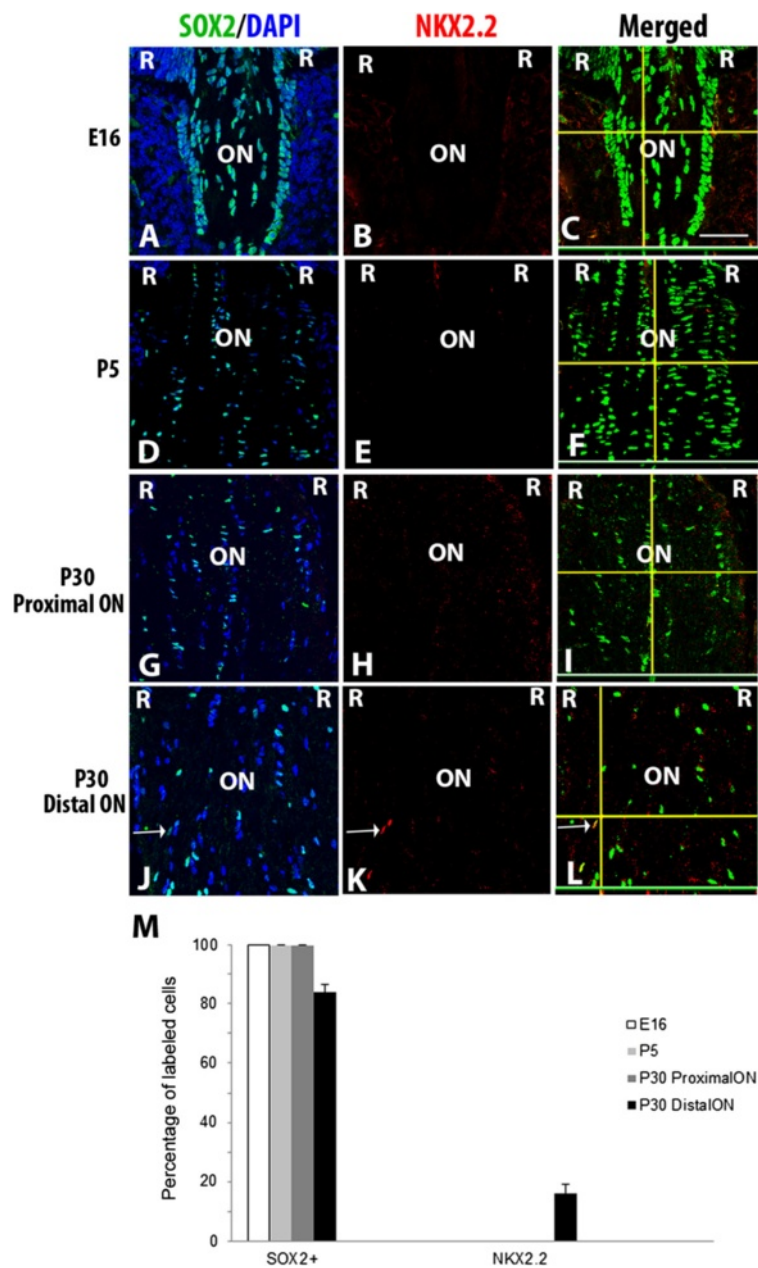 SOX2/DAPI NKX2.2 Merged
E16
R R R R R R
ON ON ON
A B C
P5
R R R R R R
ON ON ON
D E F
P30
Proximal ON
R R R R R R
ON ON ON
G H I
P30
Distal ON
R R R R R R
ON ON ON
J K L
M
Percentage of labeled cells
100
80
60
40
20
0
SOX2+ NKX2.2
E16
P5
P30 ProximalON
P30 DistalON